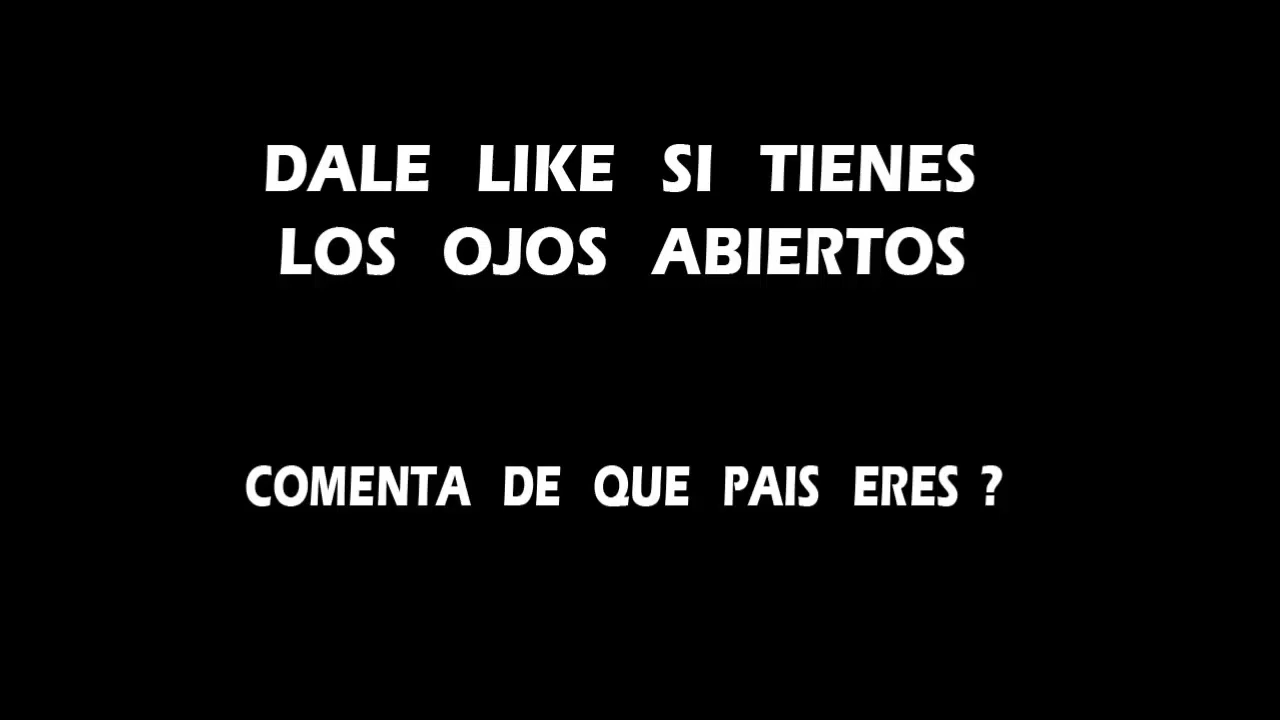 DALE LIKE SI TIENES
LOS OJOS ABIERTOS
COMENTA DE QUE PAIS ERES ?